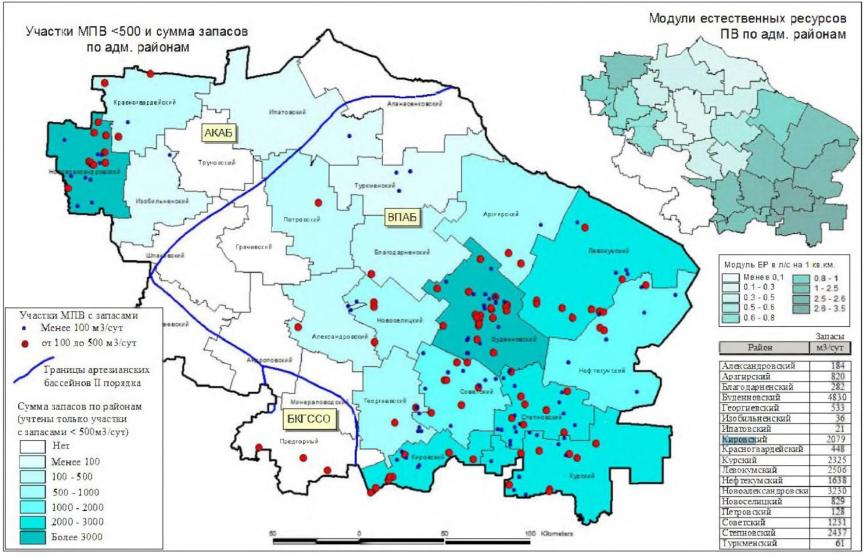 Участки МПВ <500 и сумма запасов
по адм. районам
Модули естественных ресурсов
ПВ по адм. районам
Красногвардейский
Ипатовский
Апанасенковский
АКАБ
Труновский
Новоалександровский
Изобильненский
Туркменский
Петровский
ВПАБ
Арзгирский
Левокумский
Грачевский
Благодарненский
Шпаковский
Новоселицкий
Буденновский
Александровский
Нефтекумский
Андроповский
Советский
Минераловодский
Георгиевский
Степновский
БКГССО
Предгорный
Кировский
Курский
Участки МПВ с запасами
Менее 100 м3/сут
от 100 до 500 м3/сут
Границы артезианских
бассейнов II порядка
Сумма запасов по районам
(учтены только участки
с запасами < 500м3/сут)
Нет
Менее 100
100 - 500
500 - 1000
1000 - 2000
2000 - 3000
Более 3000
Модуль ЕР в л/с на 1 кв.км.
Менее 0,1
0.1 - 0.3
0.3 - 0.5
0.5 - 0.6
0.6 - 0.8
0.8 - 1
1 - 2.5
2.5 - 2.6
2.6 - 3.5
Район Запасы м3/сут
Александровский 184
Арзгирский 820
Благодарненский 282
Буденновский 4830
Георгиевский 533
Изобильненский 36
Ипатовский 21
Кировский 2079
Красногвардейский 448
Курский 2325
Левокумский 2506
Нефтекумский 1638
Новоалександровски 3230
Новоселицкий 829
Петровский 128
Советский 1231
Степновский 2437
Туркменский 61
50 0 50 100 Kilometers